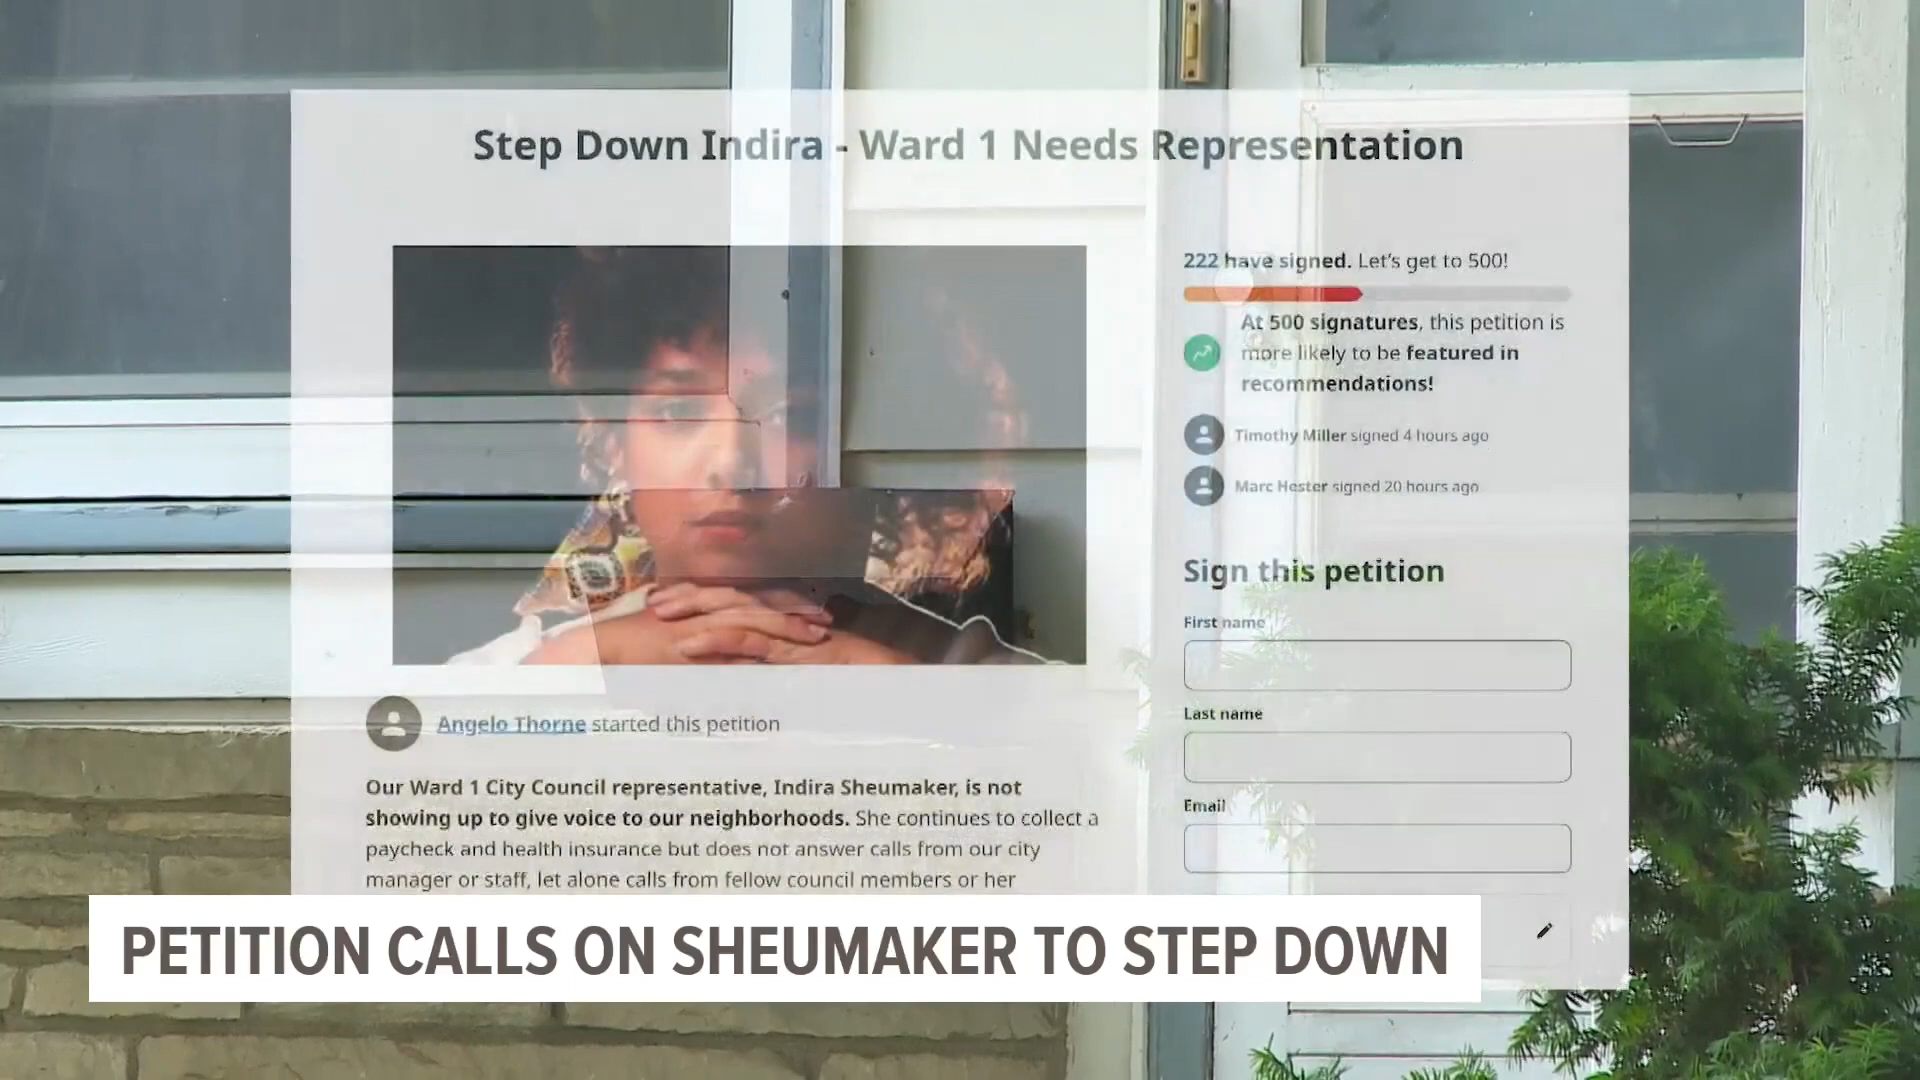 Step Down Indira - Ward 1 Needs Representation
222 have signed. Let's get to 500!
At 500 signatures, this petition is
more likely to be featured in
recommendations!
Timothy Miller signed 4 hours ago
Marc Hester signed 20 hours ago
Sign this petition
First name
Last name
Email
Angelo Thorne started this petition
Our Ward 1 City Council representative, Indira Sheumaker, is not
showing up to give voice to our neighborhoods. She continues to collect a
paycheck and health insurance but does not answer calls from our city
manager or staff, let alone calls from fellow council members or her
PETITION CALLS ON SHEUMAKER TO STEP DOWN